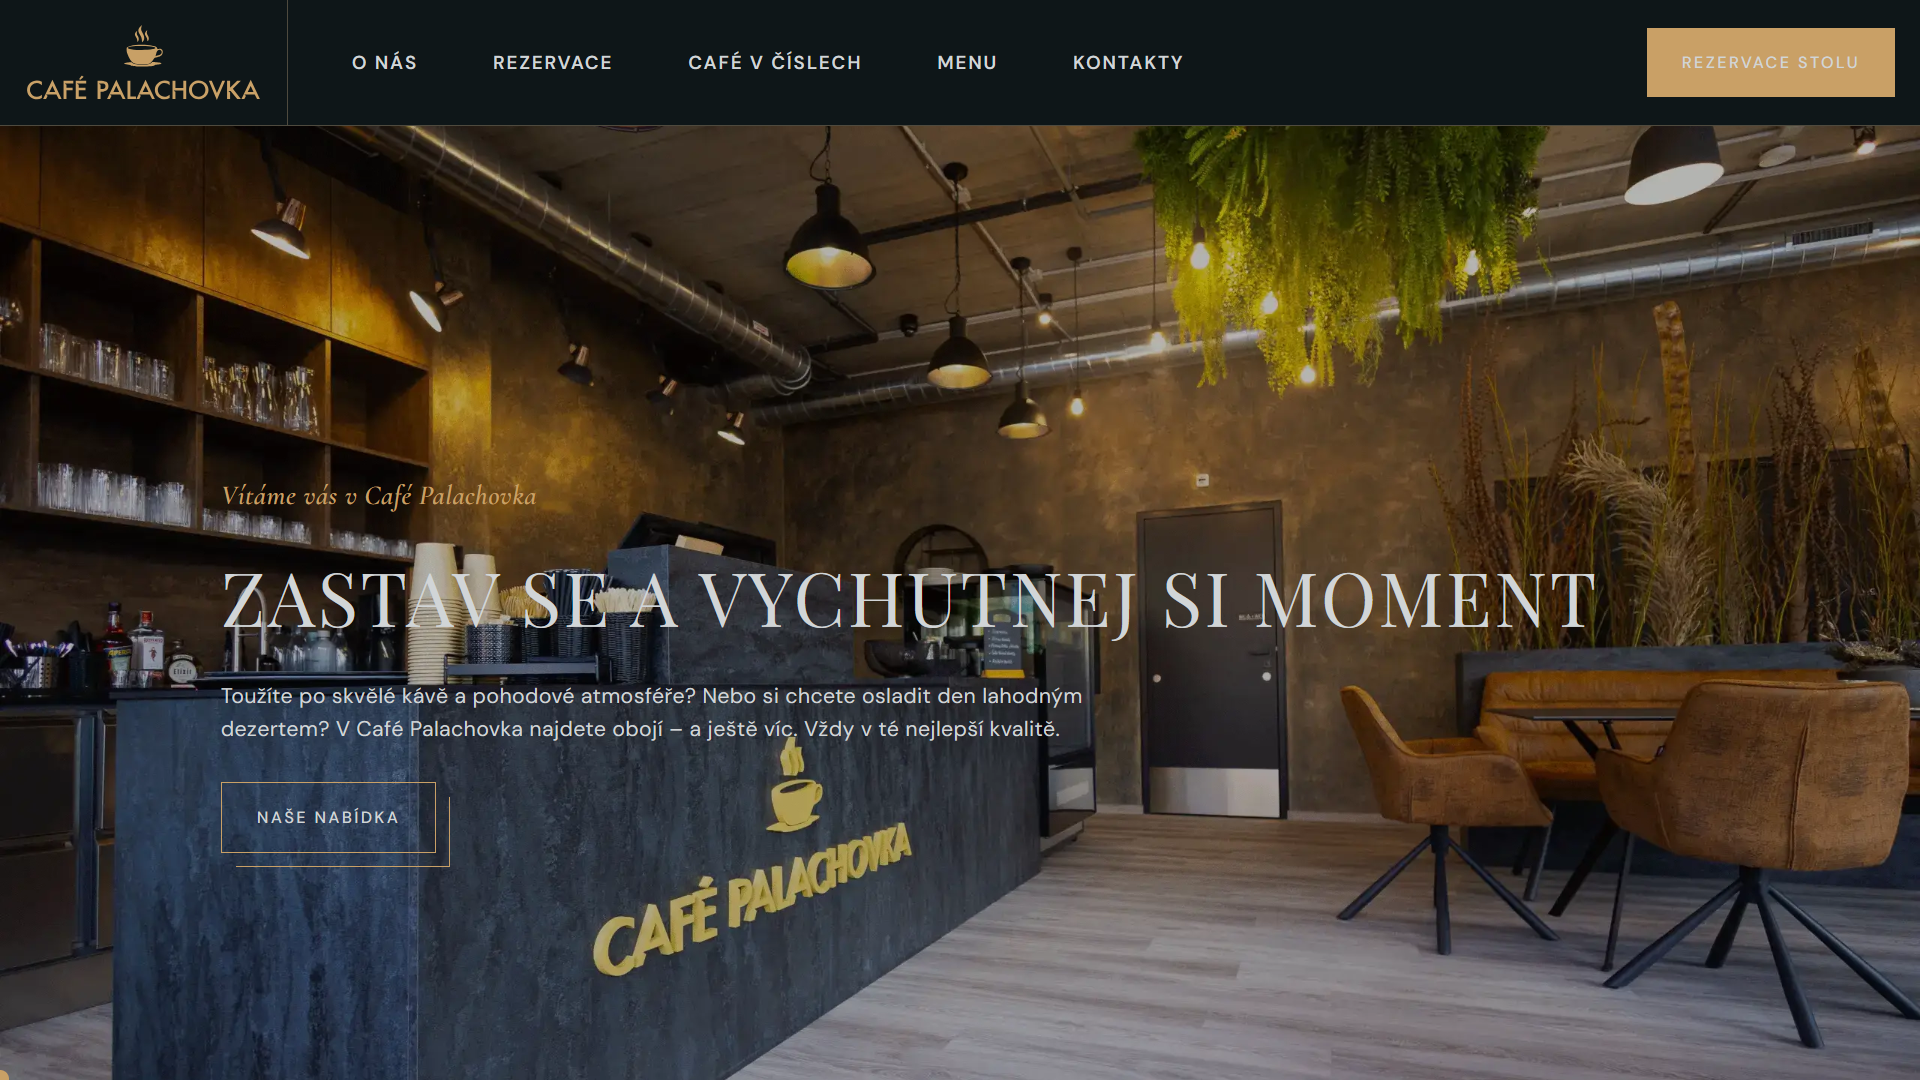 CAFÉ PALACHOVKA
O NÁS
REZERVACE
CAFÉ V ČÍSLECH
MENU
KONTAKTY
REZERVACE STOLU
Vítáme vás v Café Palachovka
ZASTAV SE A VYCHUTNEJ SI MOMENT
Toužíte po skvělé kávě a pohodové atmosféře? Nebo si chcete osladit den lahodným
dezertem? V Café Palachovka najdete obojí – a ještě víc. Vždy v té nejlepší kvalitě.
NAŠE NABÍDKA
CAFÉ PALACHOVKA